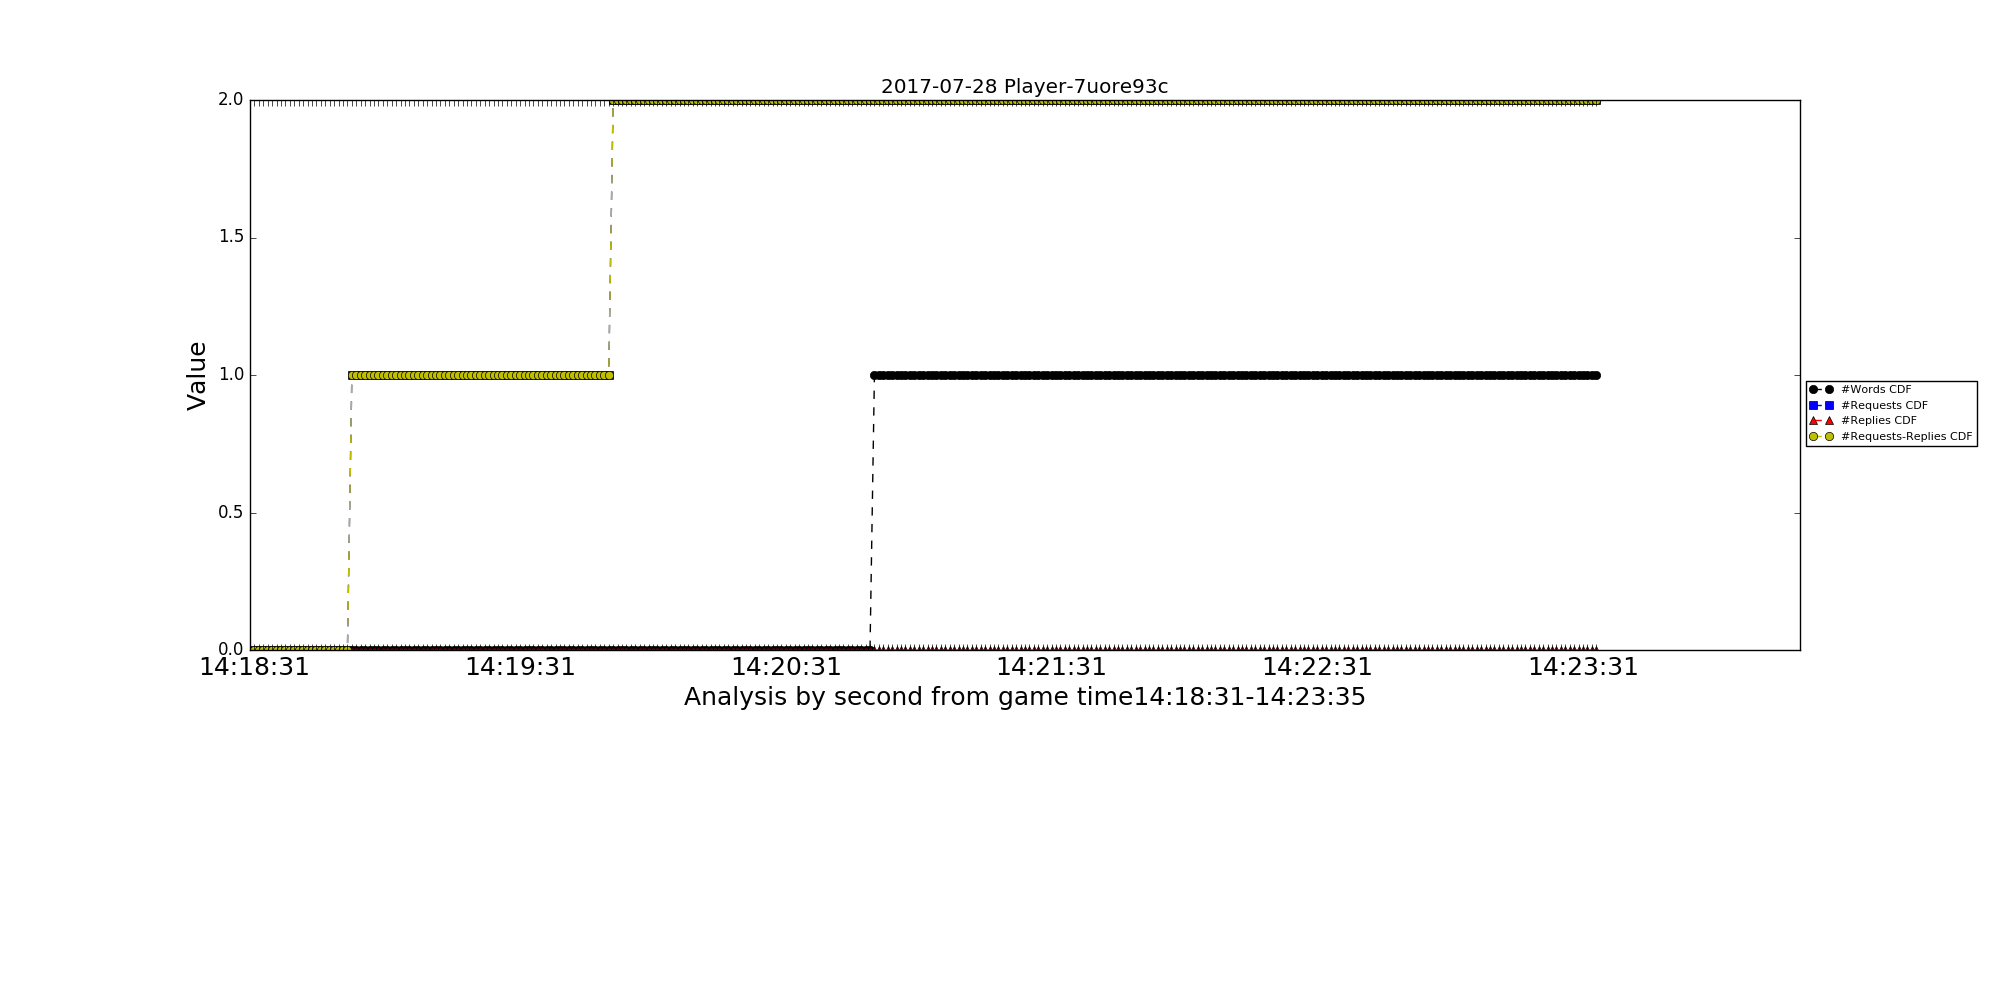 2017-07-28 Player-7uore93c
2.0
1.5
1.0
0.5
0.0
Value
14:18:31 14:19:31 14:20:31 14:21:31 14:22:31 14:23:31
Analysis by second from game time14:18:31-14:23:35
#Words CDF
#Requests CDF
#Replies CDF
#Requests-Replies CDF